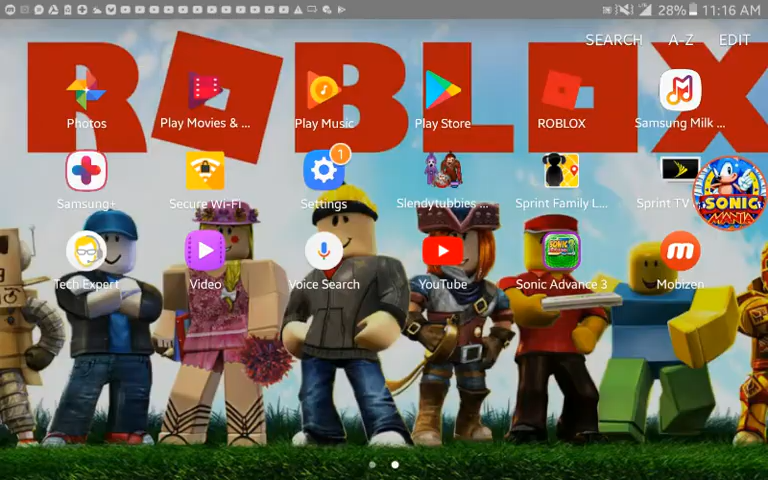 28% 11:16 AM
SEARCH A-Z EDIT
ROBLOX
Photos Play Movies & ... Play Music Play Store ROBLOX Samsung Milk ...
1
Samsung+ Secure Wi-Fi Settings Slendytubbies ... Sprint Family L... Sprint TV
SONIC
MANIA
Tech Expert Video Voice Search YouTube Sonic Advance 3 Mobizen